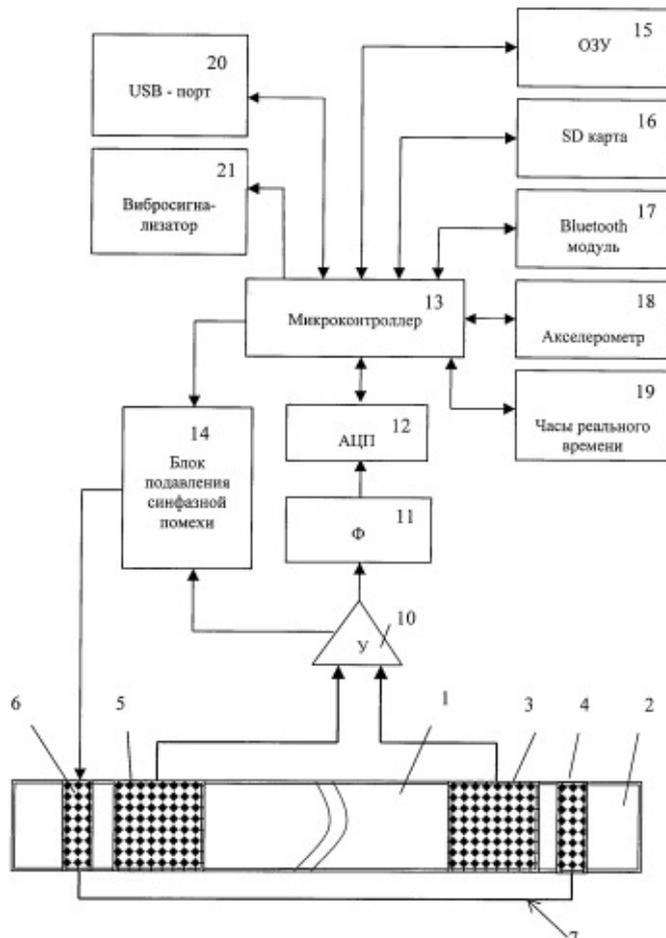 15
ОЗУ
20
USB - порт
16
SD карта
21
Вибросигна-
лизатор
17
Bluetooth
модуль
13
Микроконтроллер
18
Акселерометр
19
Часы реального
времени
14
Блок
подавления
синфазной
помехи
12
АЦП
11
Ф
10
У
6
5
1
3
4
2
7